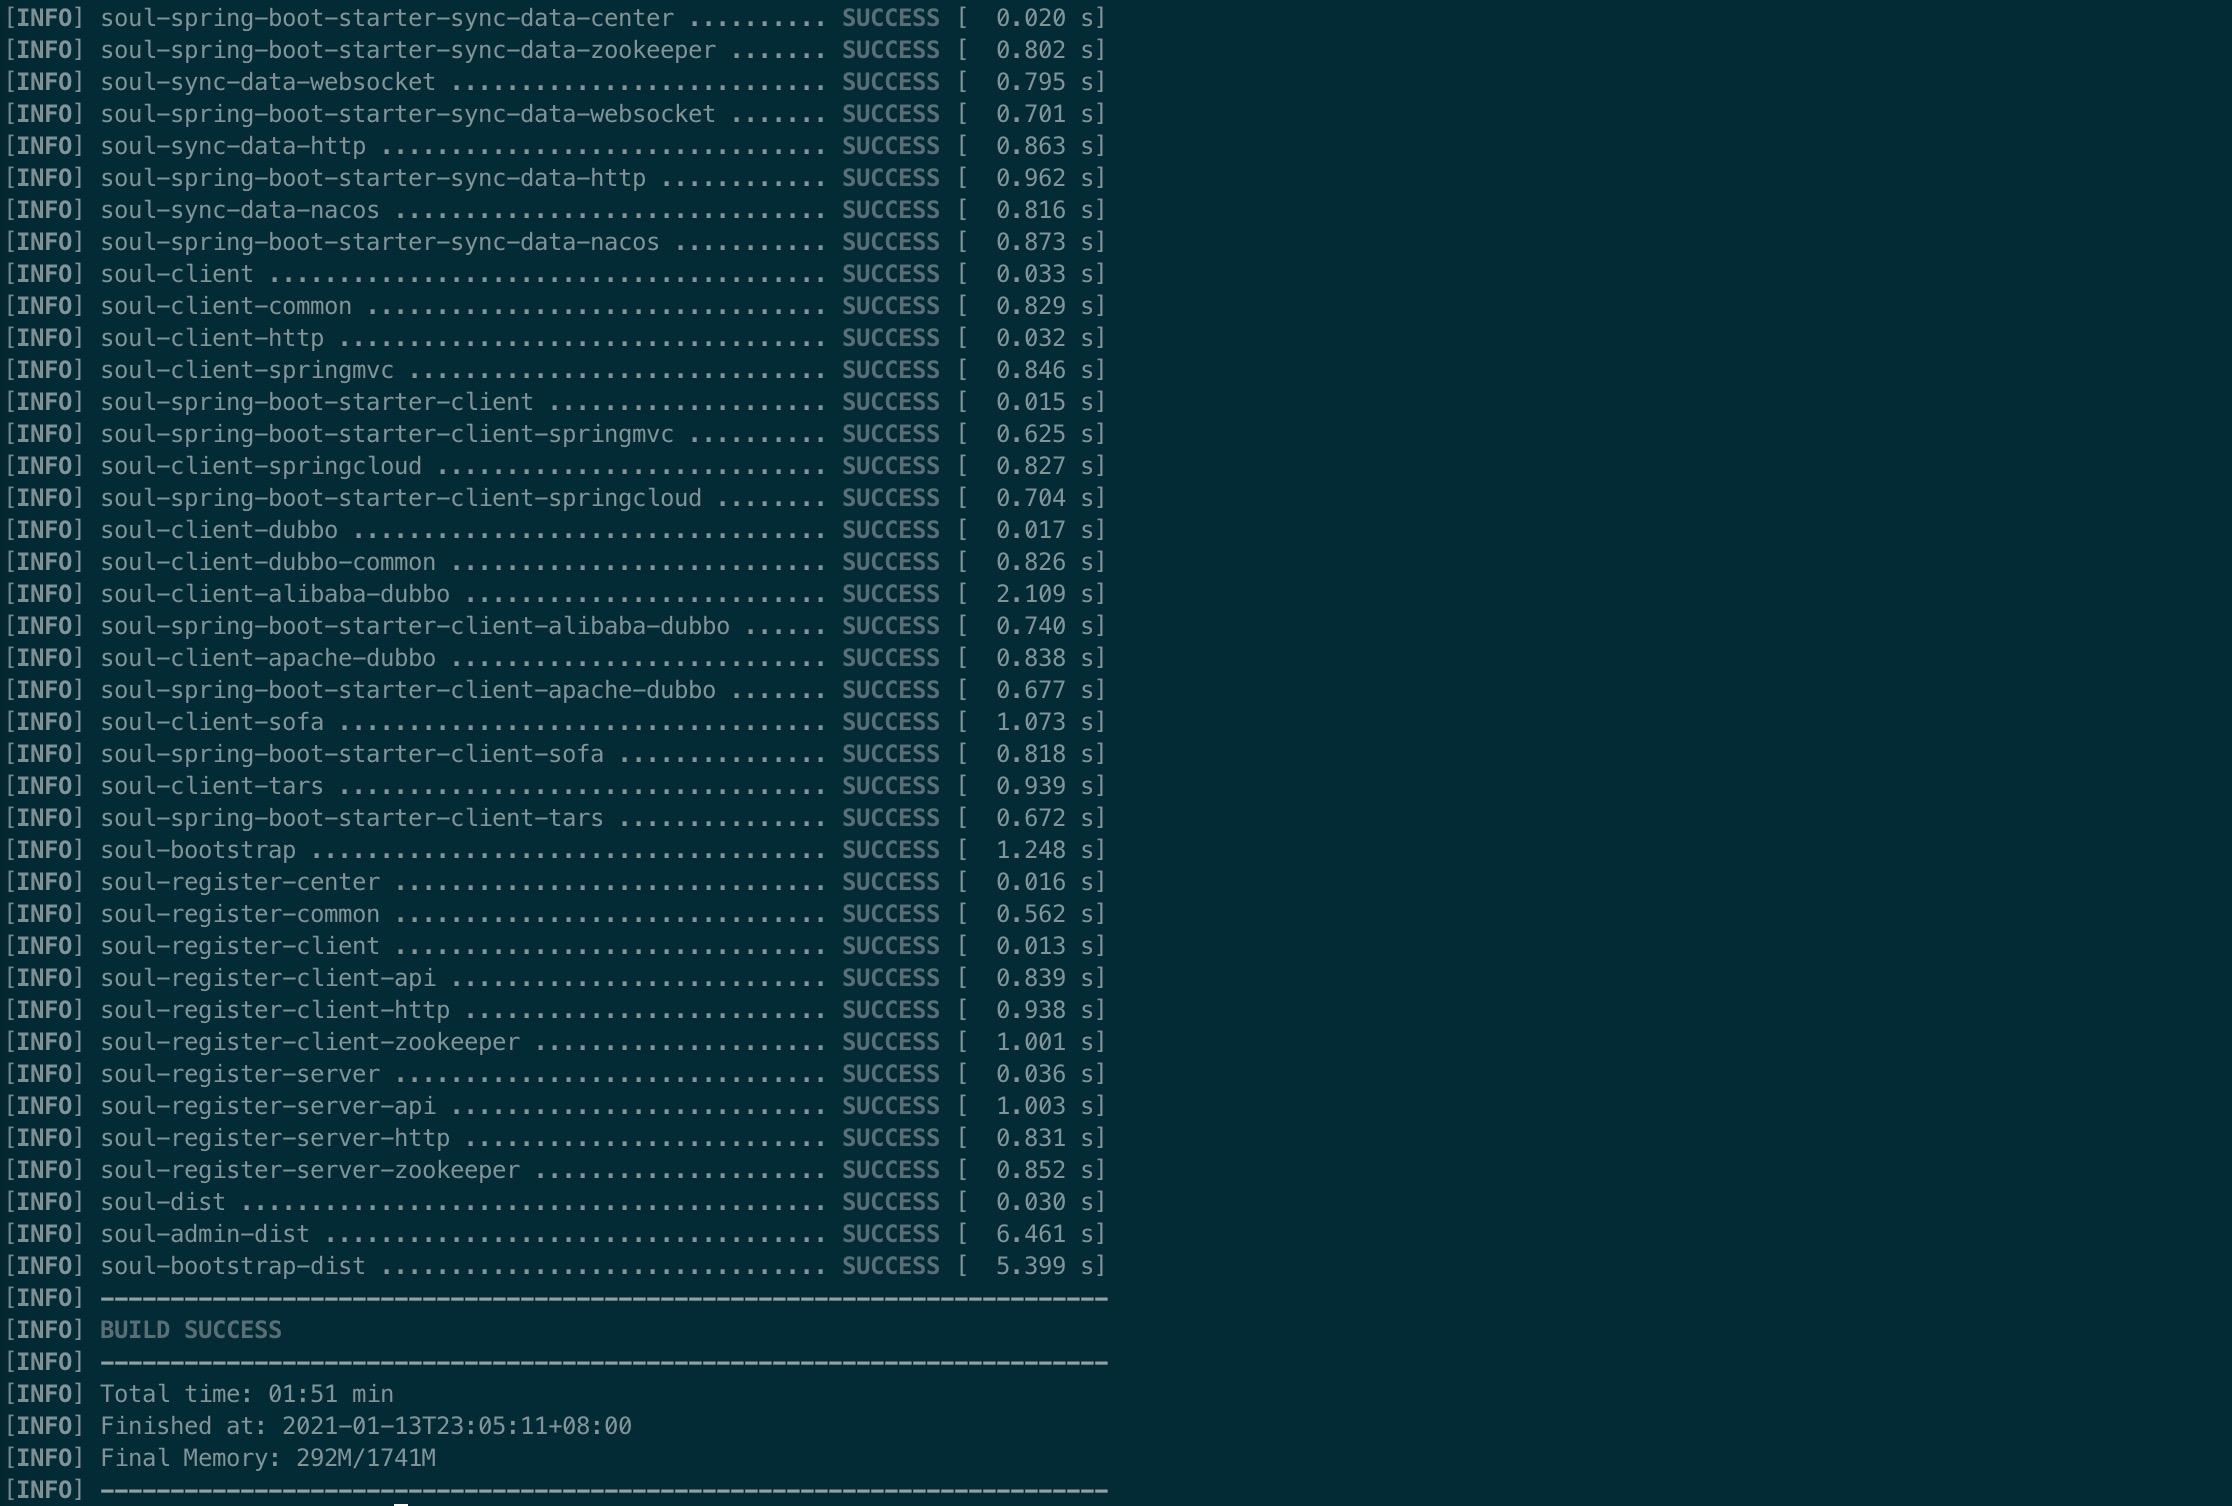 [INFO] soul-spring-boot-starter-sync-data-center .......... SUCCESS [  0.020 s]
[INFO] soul-spring-boot-starter-sync-data-zookeeper ....... SUCCESS [  0.802 s]
[INFO] soul-sync-data-websocket ........................... SUCCESS [  0.795 s]
[INFO] soul-spring-boot-starter-sync-data-websocket ....... SUCCESS [  0.701 s]
[INFO] soul-sync-data-http ................................ SUCCESS [  0.863 s]
[INFO] soul-spring-boot-starter-sync-data-http ............ SUCCESS [  0.962 s]
[INFO] soul-sync-data-nacos ............................... SUCCESS [  0.816 s]
[INFO] soul-spring-boot-starter-sync-data-nacos ........... SUCCESS [  0.873 s]
[INFO] soul-client ........................................ SUCCESS [  0.033 s]
[INFO] soul-client-common ................................. SUCCESS [  0.829 s]
[INFO] soul-client-http ................................... SUCCESS [  0.032 s]
[INFO] soul-client-springmvc .............................. SUCCESS [  0.846 s]
[INFO] soul-spring-boot-starter-client .................... SUCCESS [  0.015 s]
[INFO] soul-spring-boot-starter-client-springmvc .......... SUCCESS [  0.625 s]
[INFO] soul-client-springcloud ............................ SUCCESS [  0.827 s]
[INFO] soul-spring-boot-starter-client-springcloud ........ SUCCESS [  0.704 s]
[INFO] soul-client-dubbo .................................. SUCCESS [  0.017 s]
[INFO] soul-client-dubbo-common ........................... SUCCESS [  0.826 s]
[INFO] soul-client-alibaba-dubbo .......................... SUCCESS [  2.109 s]
[INFO] soul-spring-boot-starter-client-alibaba-dubbo ...... SUCCESS [  0.740 s]
[INFO] soul-client-apache-dubbo ........................... SUCCESS [  0.838 s]
[INFO] soul-spring-boot-starter-client-apache-dubbo ....... SUCCESS [  0.677 s]
[INFO] soul-client-sofa ................................... SUCCESS [  1.073 s]
[INFO] soul-spring-boot-starter-client-sofa ............... SUCCESS [  0.818 s]
[INFO] soul-client-tars ................................... SUCCESS [  0.939 s]
[INFO] soul-spring-boot-starter-client-tars ............... SUCCESS [  0.672 s]
[INFO] soul-bootstrap ..................................... SUCCESS [  1.248 s]
[INFO] soul-register-center ............................... SUCCESS [  0.016 s]
[INFO] soul-register-common ............................... SUCCESS [  0.562 s]
[INFO] soul-register-client ............................... SUCCESS [  0.013 s]
[INFO] soul-register-client-api ........................... SUCCESS [  0.839 s]
[INFO] soul-register-client-http .......................... SUCCESS [  0.938 s]
[INFO] soul-register-client-zookeeper ..................... SUCCESS [  1.001 s]
[INFO] soul-register-server ............................... SUCCESS [  0.036 s]
[INFO] soul-register-server-api ........................... SUCCESS [  1.003 s]
[INFO] soul-register-server-http .......................... SUCCESS [  0.831 s]
[INFO] soul-register-server-zookeeper ..................... SUCCESS [  0.852 s]
[INFO] soul-dist .......................................... SUCCESS [  0.030 s]
[INFO] soul-admin-dist .................................... SUCCESS [  6.461 s]
[INFO] soul-bootstrap-dist ................................ SUCCESS [  5.399 s]
[INFO] ------------------------------------------------------------------------
[INFO] BUILD SUCCESS
[INFO] ------------------------------------------------------------------------
[INFO] Total time: 01:51 min
[INFO] Finished at: 2021-01-13T23:05:11+08:00
[INFO] Final Memory: 292M/1741M
[INFO] ------------------------------------------------------------------------